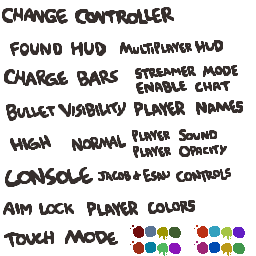 CHANGE CONTROLLER
FOUND HUD MULTIPLAYER HUD
CHARGE BARS STREAMER MODE
ENABLE CHAT
BULLET VISIBILITY PLAYER NAMES
HIGH NORMAL PLAYER SOUND
PLAYER OPACITY
CONSOLE JACOB & ESAU CONTROLS
AIM LOCK PLAYER COLORS
TOUCH MODE